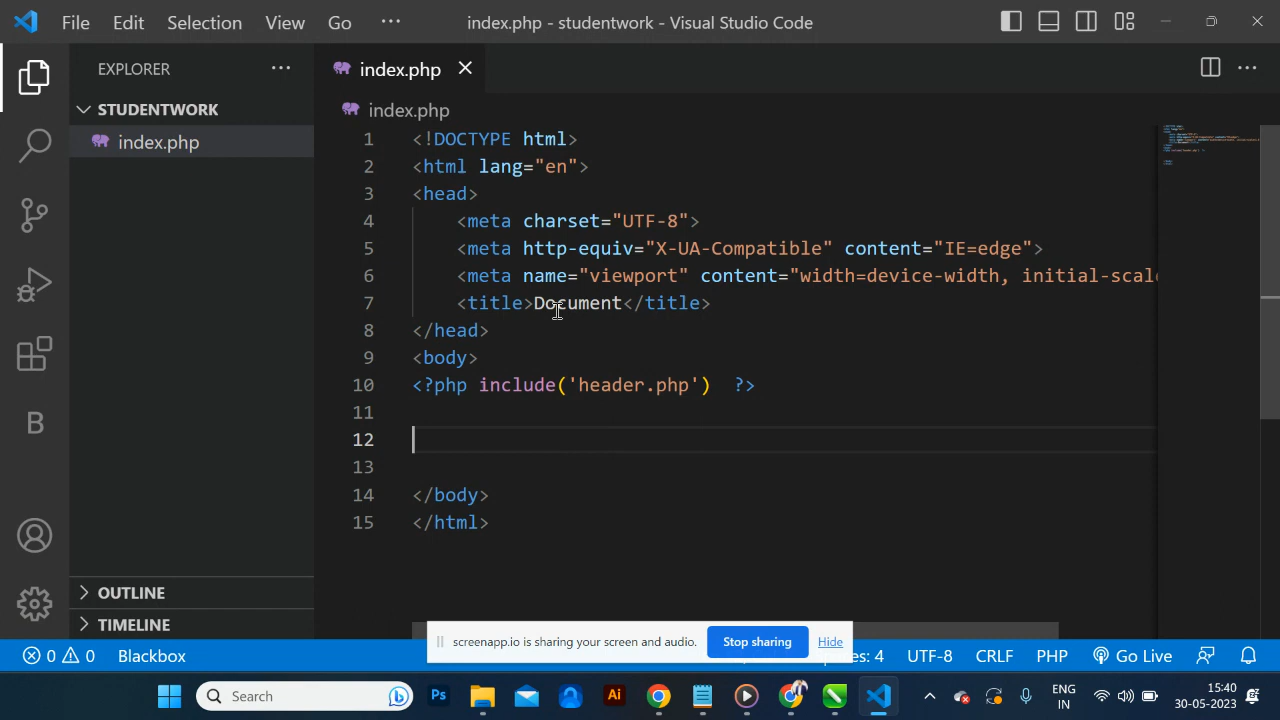 File Edit Selection View Go ··· index.php - studentwork - Visual Studio Code
EXPLORER ··· index.php
STUDENTWORK
index.php
index.php
1 <!DOCTYPE html>
2 <html lang="en">
3 <head>
4 <meta charset="UTF-8">
5 <meta http-equiv="X-UA-Compatible" content="IE=edge">
6 <meta name="viewport" content="width=device-width, initial-scale
7 <title>Document</title>
8 </head>
9 <body>
10 <?php include('header.php')  ?>
11
12
13
14 </body>
15 </html>
B
OUTLINE
TIMELINE
screenapp.io is sharing your screen and audio. Stop sharing Hide
0 0 Blackbox es: 4 UTF-8 CRLF PHP Go Live
Search Ps Ai ENG 15:40
IN 30-05-2023